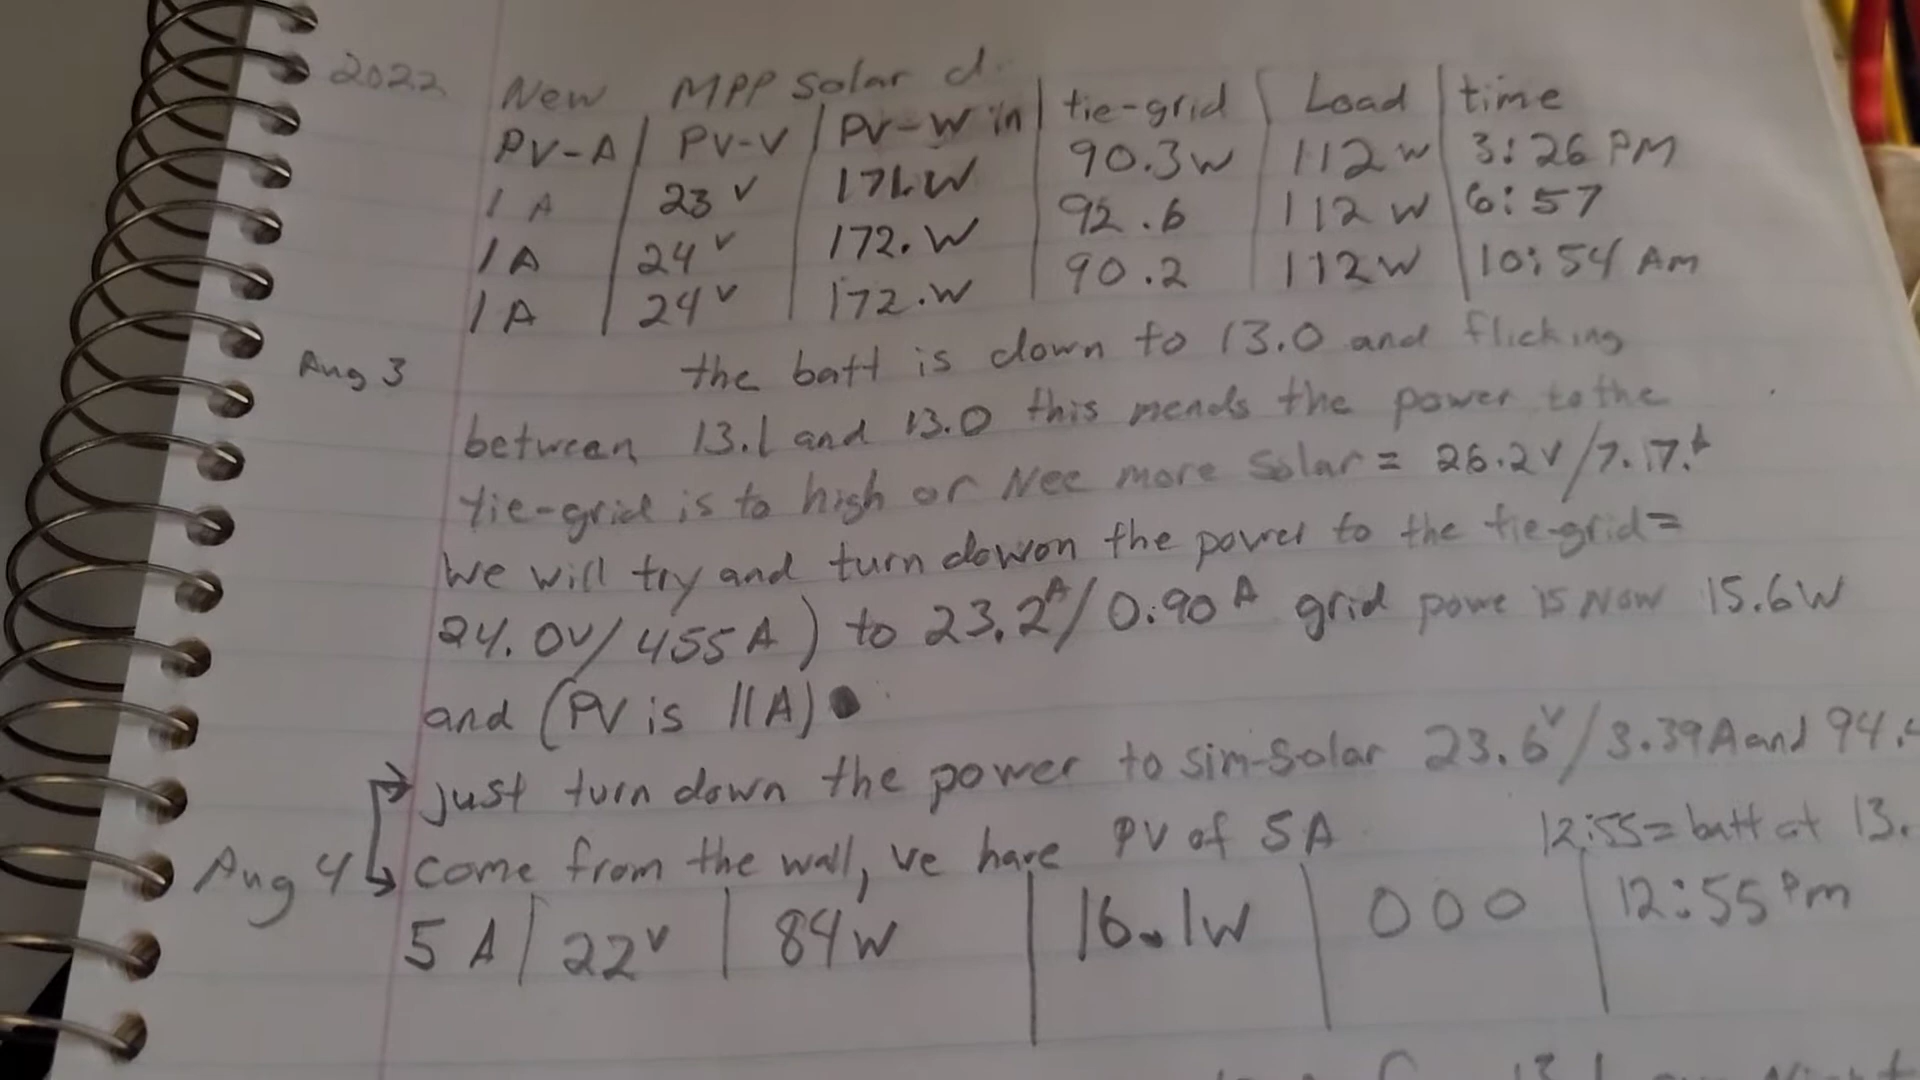 2022 New MPP Solar d.
PV-A | PV-V | PV-W in | tie-grid | Load | time
1 A | 23 V | 171.W | 90.3 W | 112 W | 3:26 PM
1 A | 24 V | 172.W | 92.6 | 112 W | 6:57
1 A | 24 V | 172.W | 90.2 | 112 W | 10:54 AM
Aug 3 the batt is down to 13.0 and flicking
between 13.1 and 13.0 this mends the power to the
tie-grid is to high or Nee more Solar = 26.2V/7.17.A
We will try and turn dowon the power to the tie-grid=
24.0V/455A) to 23.2A/0.90A grid powe is Now 15.6W
and (PV is 11A)
just turn down the power to sim-Solar 23.6V/3.39A and 94.
12:55= batt at 13.
Aug 4 come from the wall, ve have PV of 5A
5 A | 22V | 84W | 16.1W | 000 | 12:55 Pm